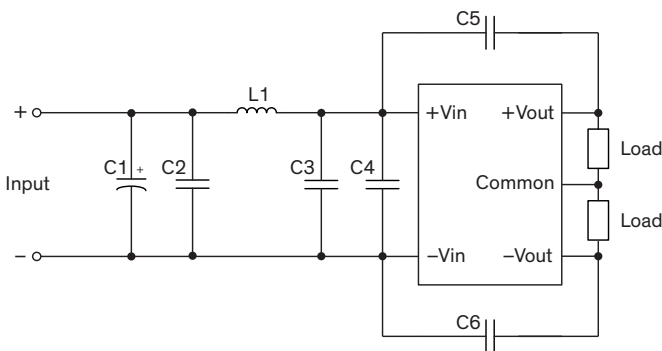 C5
L1
+
+Vin
+Vout
C1
+
C2
C3
C4
Load
Input
Common
Load
−
−Vin
−Vout
C6